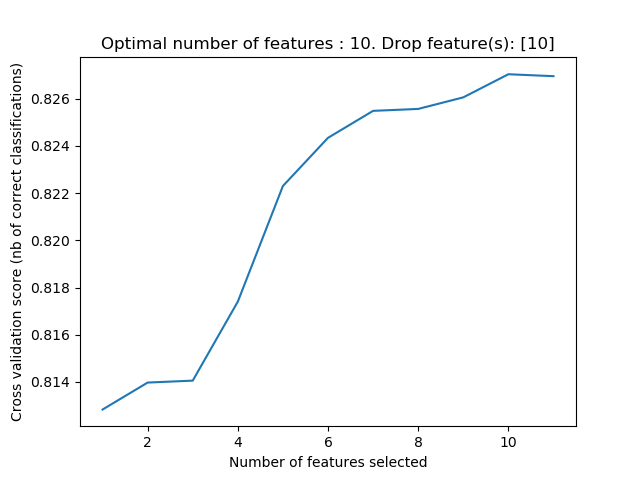 Optimal number of features : 10. Drop feature(s): [10]
Cross validation score (nb of correct classifications)
0.826
0.824
0.822
0.820
0.818
0.816
0.814
2 4 6 8 10
Number of features selected